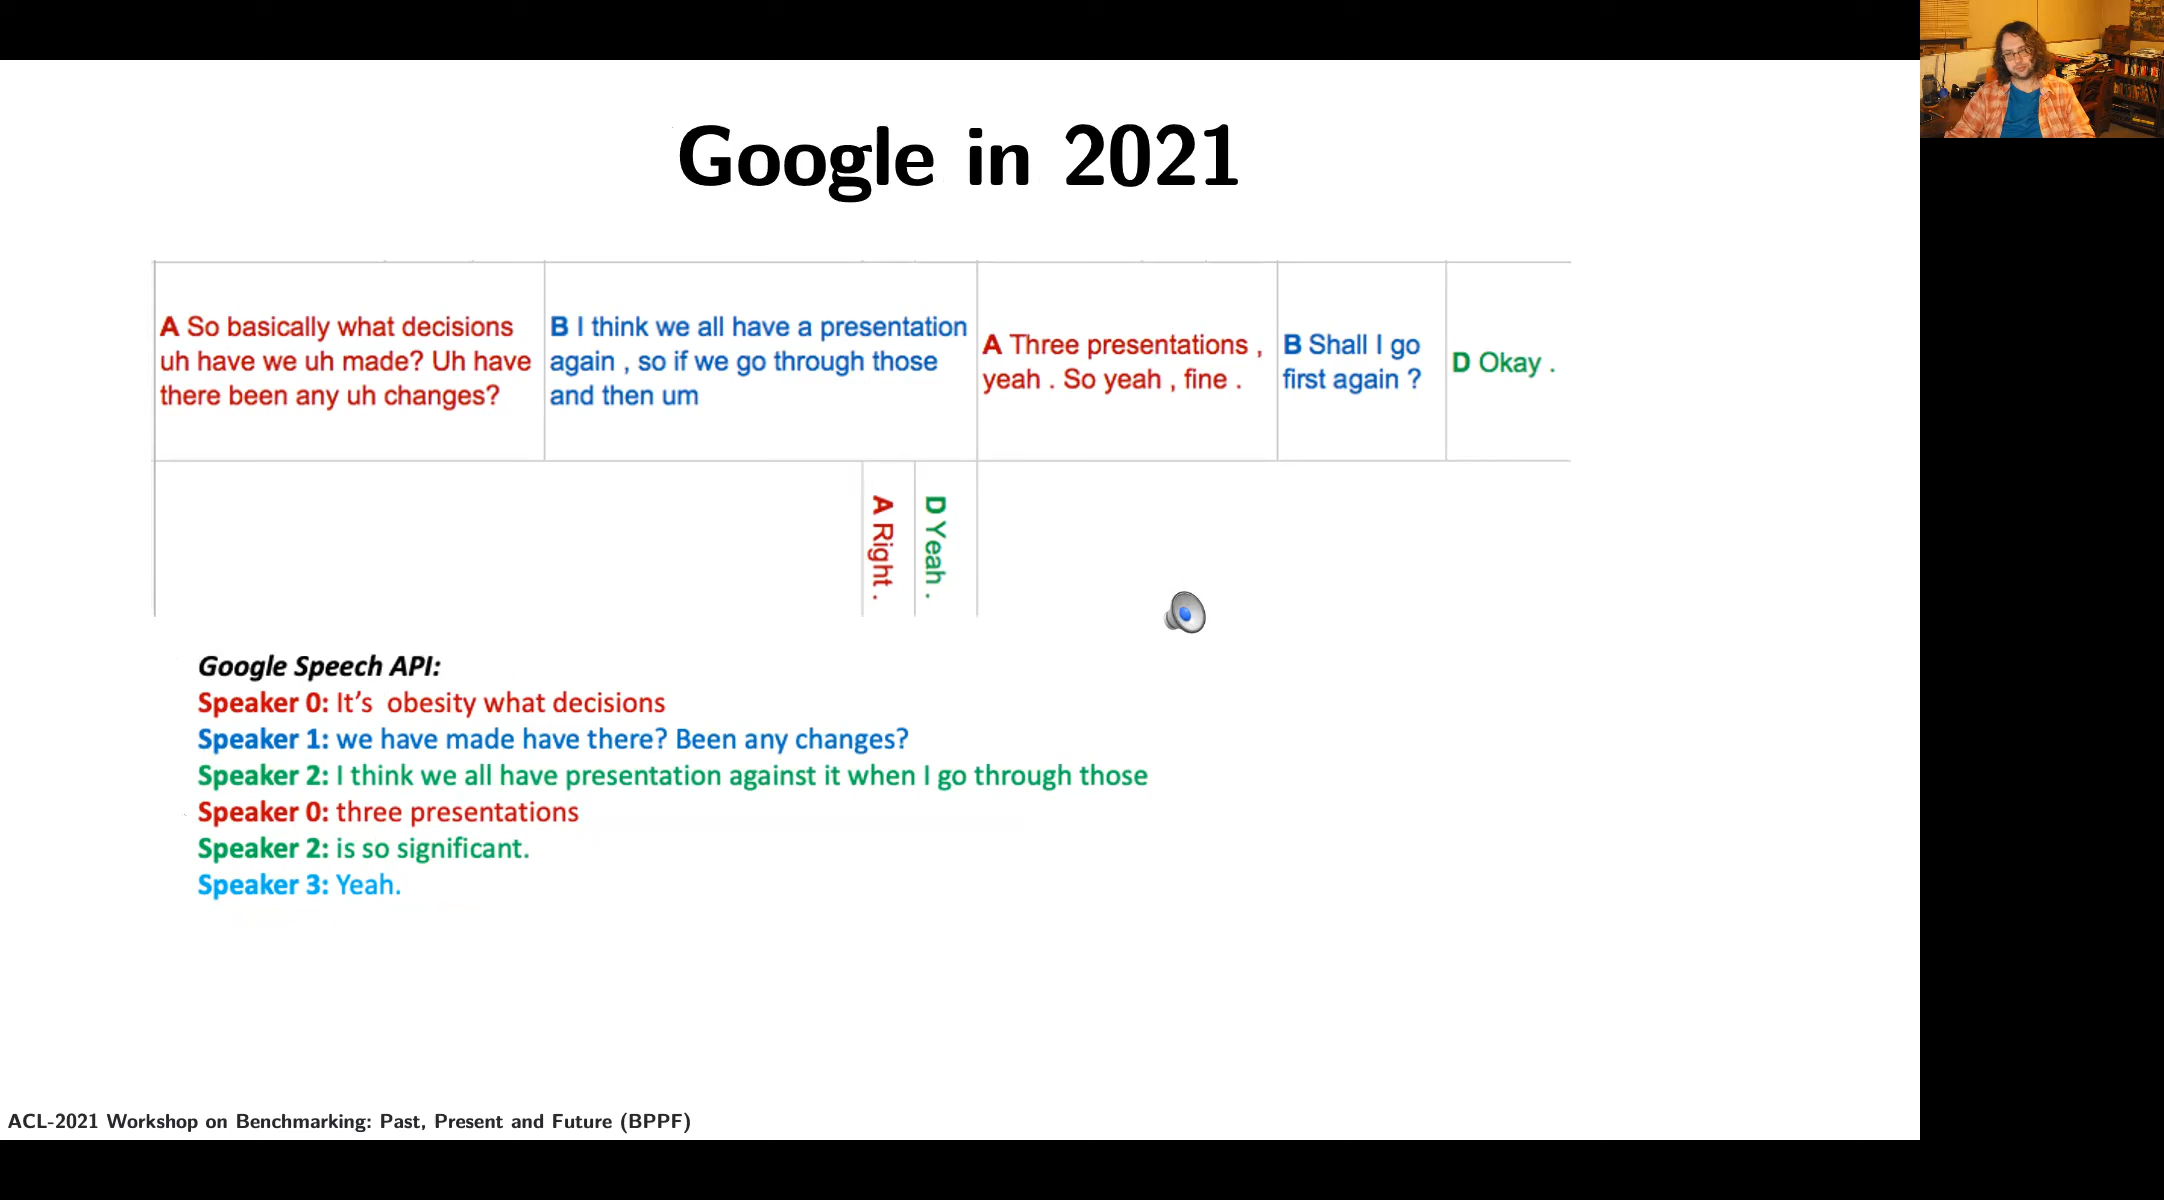 Google in 2021
A So basically what decisions
uh have we uh made? Uh have
there been any uh changes?
B I think we all have a presentation
again , so if we go through those
and then um
A Three presentations ,
yeah . So yeah , fine .
B Shall I go
first again ?
D Okay .
A Right .
D Yeah .
Google Speech API:
Speaker 0: It's  obesity what decisions
Speaker 1: we have made have there? Been any changes?
Speaker 2: I think we all have presentation against it when I go through those
Speaker 0: three presentations
Speaker 2: is so significant.
Speaker 3: Yeah.
ACL-2021 Workshop on Benchmarking: Past, Present and Future (BPPF)